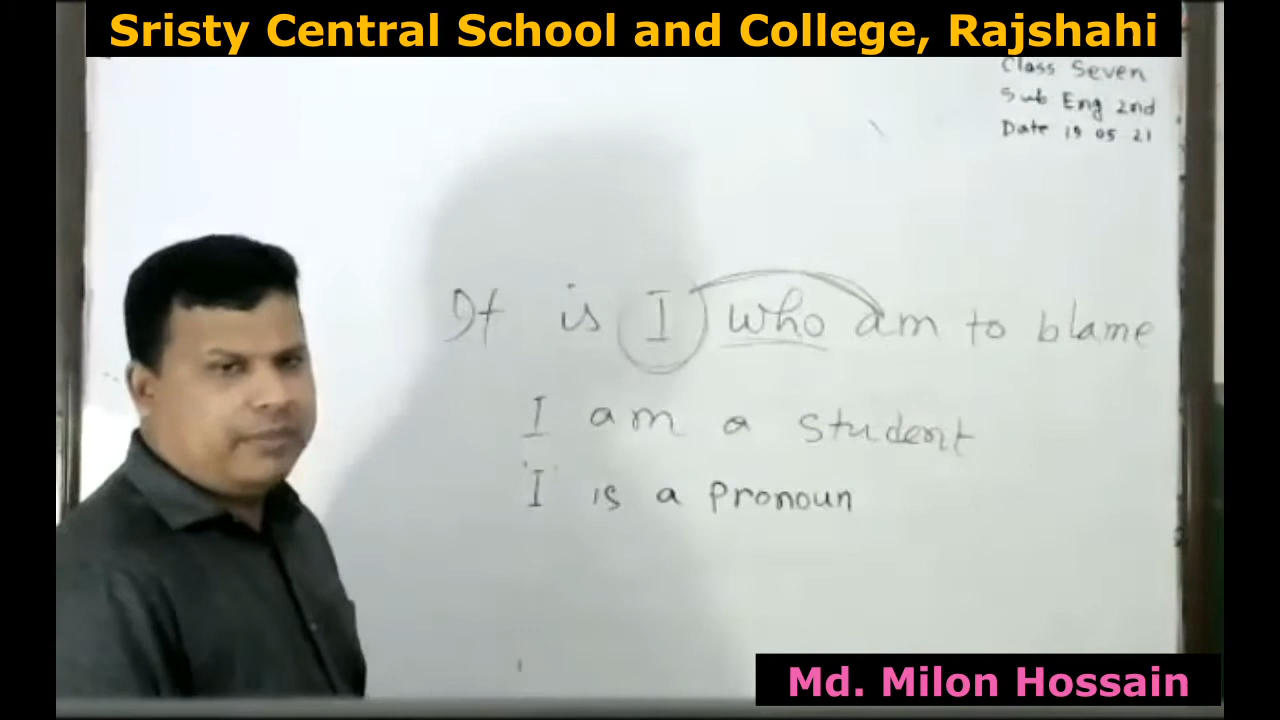 Sristy Central School and College, Rajshahi
Class Seven
Sub Eng 2nd
Date 19 05 21
It is I who am to blame
I am a student
'I' is a pronoun
Md. Milon Hossain